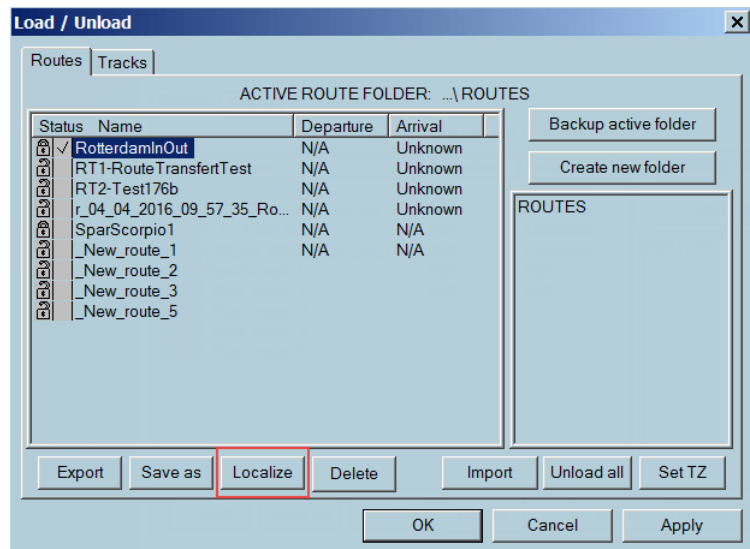 Load / Unload
Routes Tracks
ACTIVE ROUTE FOLDER: ...\ ROUTES
Status Name Departure Arrival
RotterdamInOut N/A Unknown
RT1-RouteTransfertTest N/A Unknown
RT2-Test176b N/A Unknown
r_04_04_2016_09_57_35_Ro... N/A Unknown
SparScorpio1 N/A N/A
_New_route_1 N/A N/A
_New_route_2
_New_route_3
_New_route_5
Backup active folder
Create new folder
ROUTES
Export Save as Localize Delete Import Unload all Set TZ
OK Cancel Apply